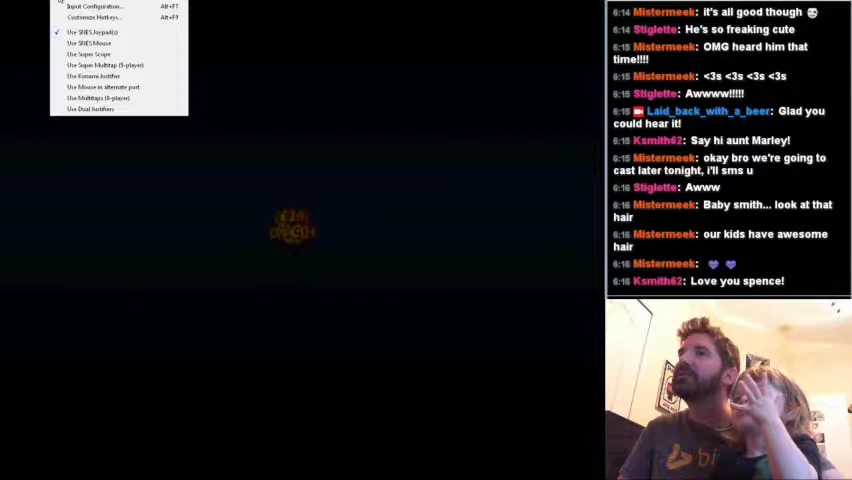 Input Configuration... Alt+F7
Customize Hotkeys... Alt+F9
Use SNES Joypad(s)
Use SNES Mouse
Use Super Scope
Use Super Multitap (5-player)
Use Konami Justifier
Use Mouse in alternate port
Use Multitaps (8-player)
Use Dual Justifiers
6:14 Mistermeek: it's all good though
6:14 Stiglette: He's so freaking cute
6:15 Mistermeek: OMG heard him that
time!!!!
6:15 Mistermeek: <3s <3s <3s <3s
6:15 Stiglette: Awwww!!!!!
6:15 Laid_back_with_a_beer: Glad you
could hear it!
6:15 Ksmith62: Say hi aunt Marley!
6:15 Mistermeek: okay bro we're going to
cast later tonight, i'll sms u
6:16 Stiglette: Awww
6:16 Mistermeek: Baby smith... look at that
hair
6:16 Mistermeek: our kids have awesome
hair
6:16 Mistermeek:
6:16 Ksmith62: Love you spence!
bi